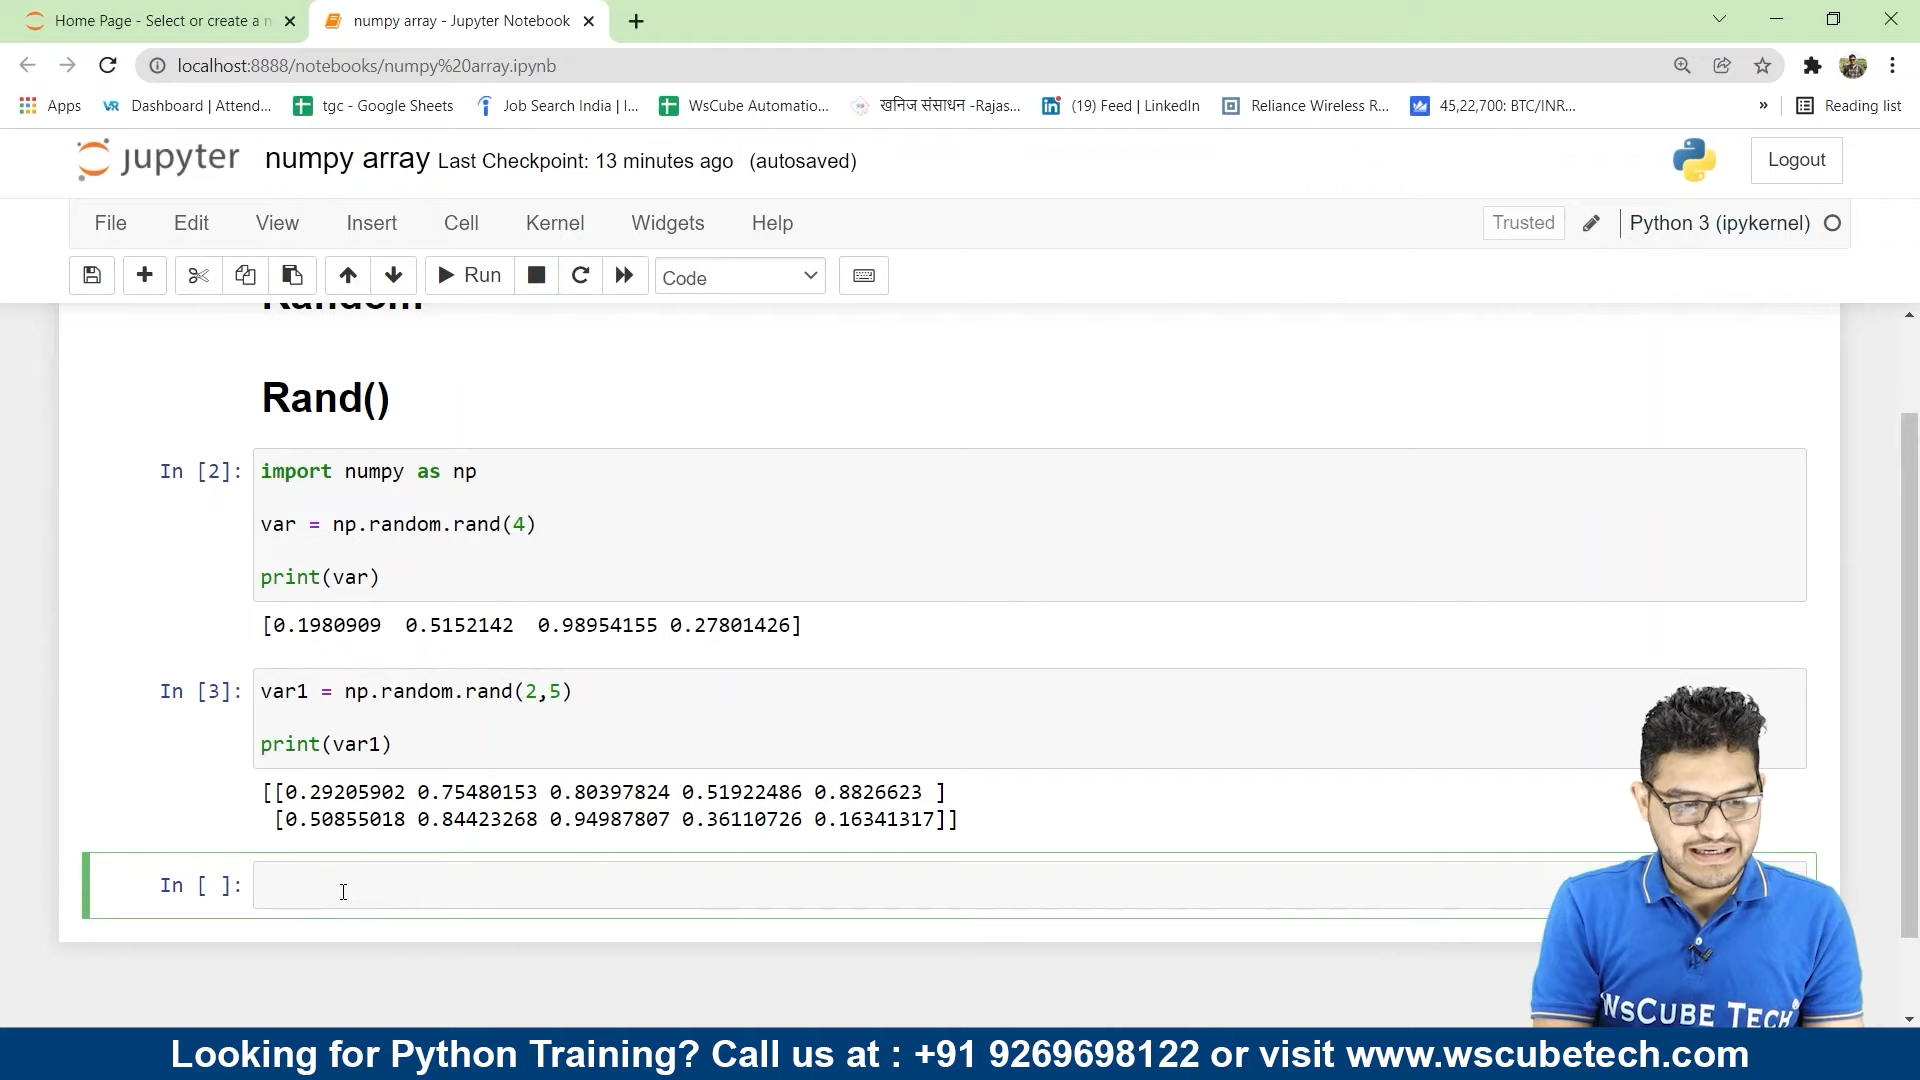 Home Page - Select or create a n
numpy array - Jupyter Notebook
localhost:8888/notebooks/numpy%20array.ipynb
Apps
VR Dashboard | Attend...
tgc - Google Sheets
Job Search India | I...
WsCube Automatio...
खनिज संसाधन -Rajas...
(19) Feed | LinkedIn
Reliance Wireless R...
45,22,700: BTC/INR...
»
Reading list
jupyter numpy array Last Checkpoint: 13 minutes ago (autosaved)
Logout
File Edit View Insert Cell Kernel Widgets Help
Trusted
Python 3 (ipykernel)
Run
Code
Random
Rand()
In [2]: import numpy as np
var = np.random.rand(4)
print(var)
[0.1980909  0.5152142  0.98954155 0.27801426]
In [3]: var1 = np.random.rand(2,5)
print(var1)
[[0.29205902 0.75480153 0.80397824 0.51922486 0.8826623 ]
[0.50855018 0.84423268 0.94987807 0.36110726 0.16341317]]
In [ ]:
WSCUBE TECH
Looking for Python Training? Call us at : +91 9269698122 or visit www.wscubetech.com